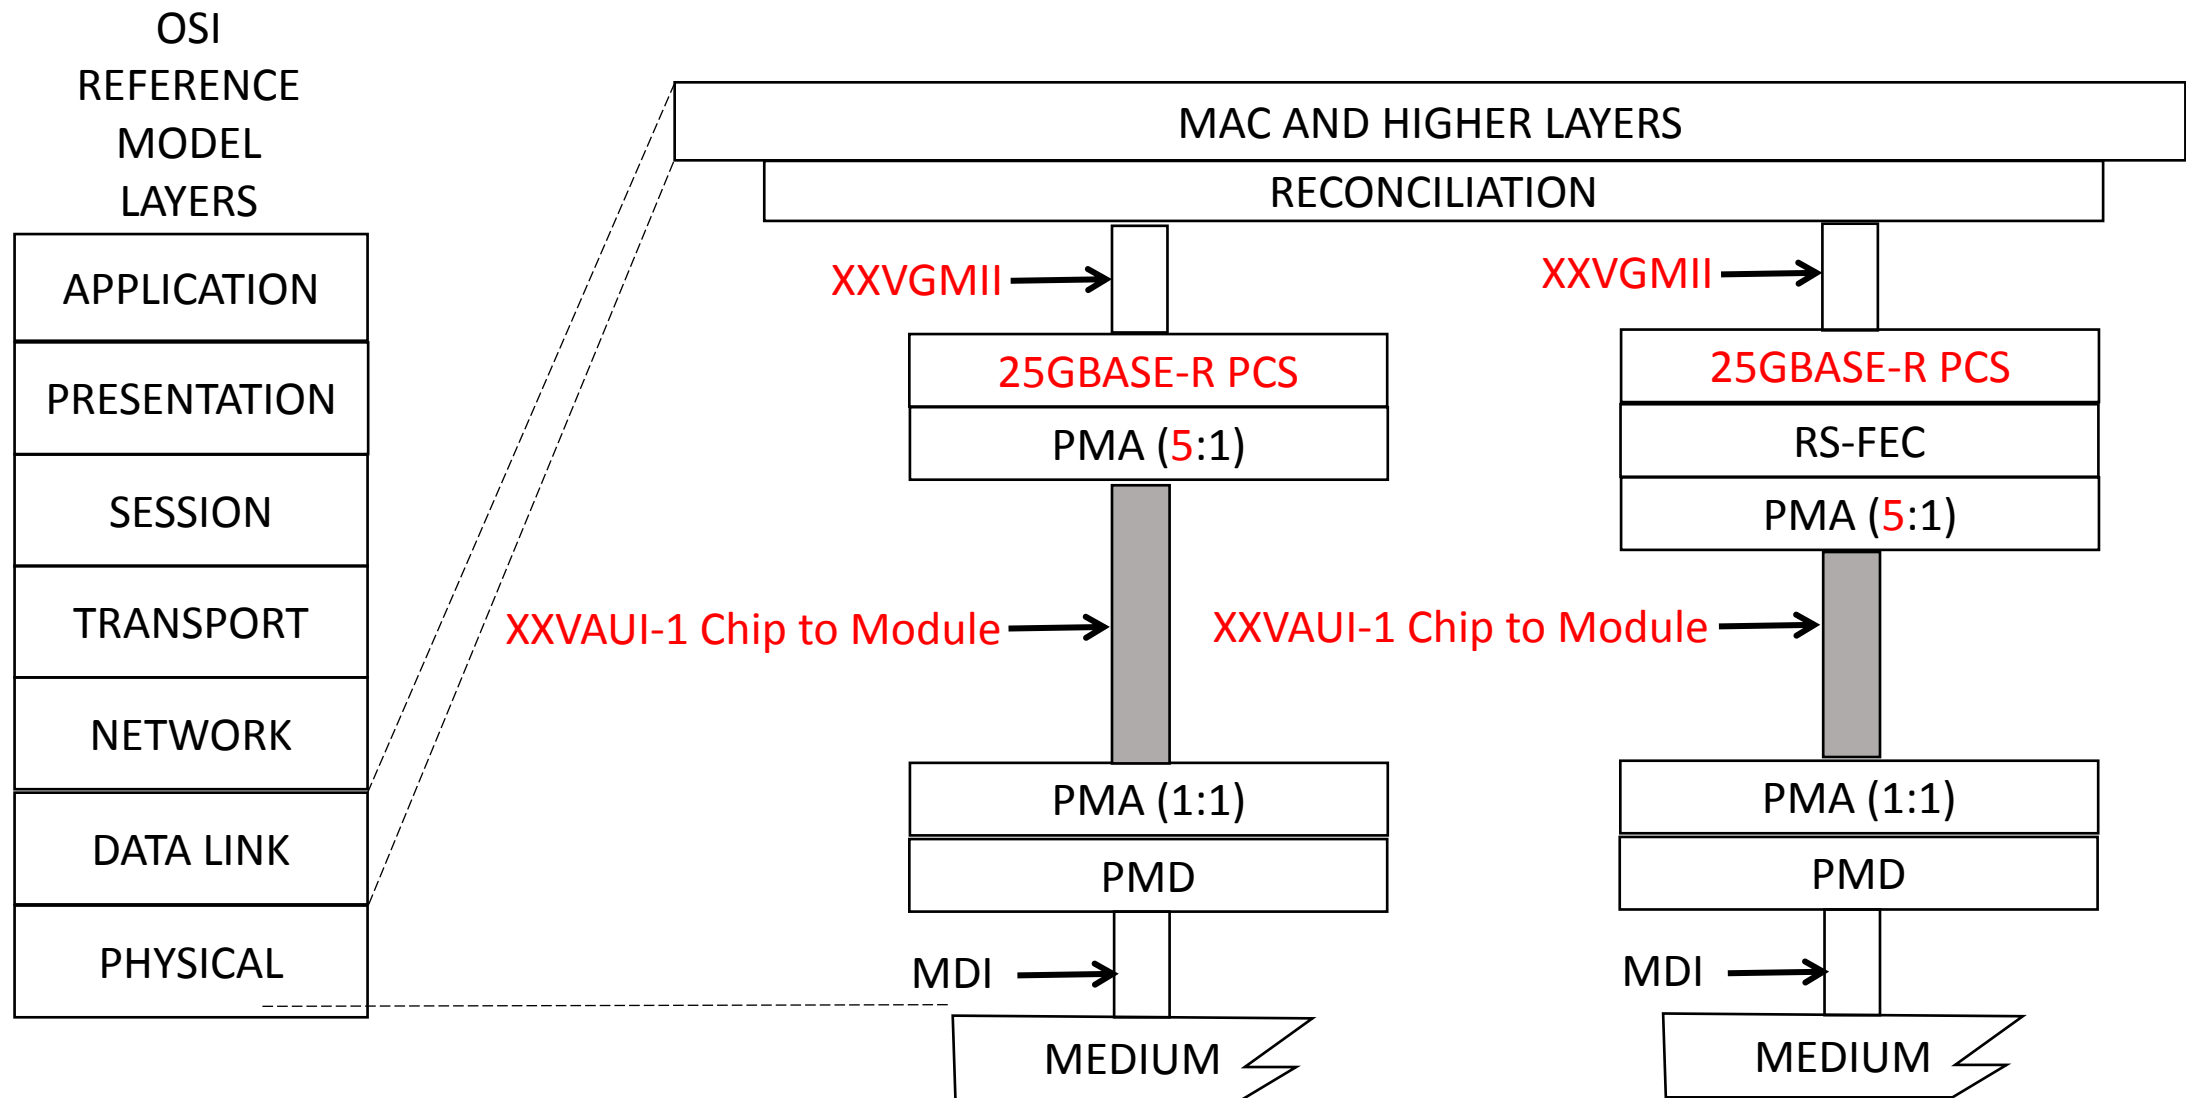 OSI
REFERENCE
MODEL
LAYERS
APPLICATION
PRESENTATION
SESSION
TRANSPORT
NETWORK
DATA LINK
PHYSICAL
MAC AND HIGHER LAYERS
RECONCILIATION
XXVGMII
25GBASE-R PCS
PMA (5:1)
XXVAUI-1 Chip to Module
PMA (1:1)
PMD
MDI
MEDIUM
XXVGMII
25GBASE-R PCS
RS-FEC
PMA (5:1)
XXVAUI-1 Chip to Module
PMA (1:1)
PMD
MDI
MEDIUM